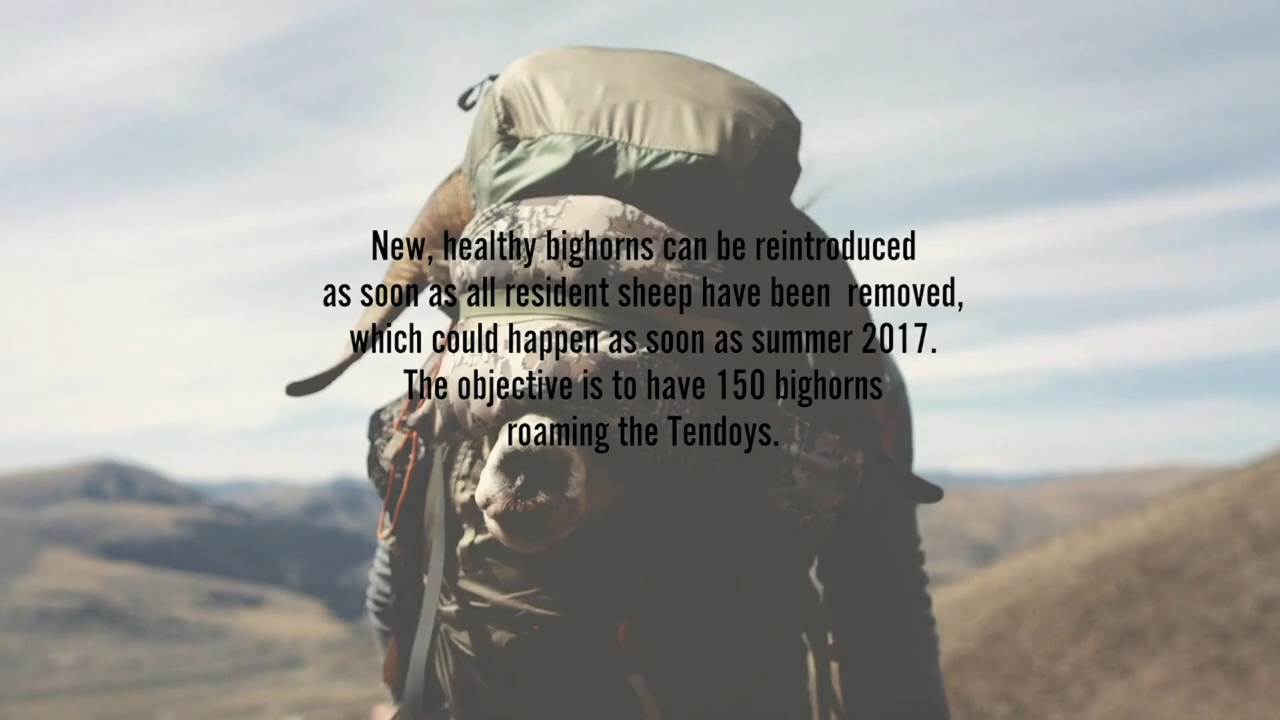 New, healthy bighorns can be reintroduced
as soon as all resident sheep have been  removed,
which could happen as soon as summer 2017.
The objective is to have 150 bighorns
roaming the Tendoys.